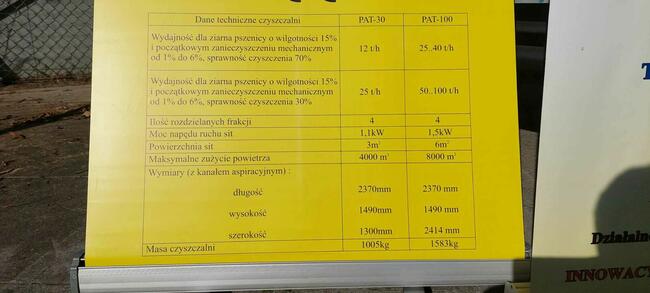 Dane techniczne czyszczalni PAT-30 PAT-100
Wydajność dla ziarna pszenicy o wilgotności 15%
i początkowym zanieczyszczeniu mechanicznym 12 t/h 25..40 t/h
od 1% do 6%, sprawność czyszczenia 70%
Wydajność dla ziarna pszenicy o wilgotności 15%
i początkowym zanieczyszczeniu mechanicznym 25 t/h 50..100 t/h
od 1% do 6%, sprawność czyszczenia 30%
Ilość rozdzielanych frakcji 4 4
Moc napędu ruchu sit 1,1kW 1,5kW
Powierzchnia sit 3m² 6m²
Maksymalne zużycie powietrza 4000 m³ 8000 m³
Wymiary (z kanałem aspiracyjnym) :
długość 2370mm 2370 mm
wysokość 1490mm 1490 mm
szerokość 1300mm 2414 mm
Masa czyszczalni 1005kg 1583kg
T
Działaln
INNOWAC